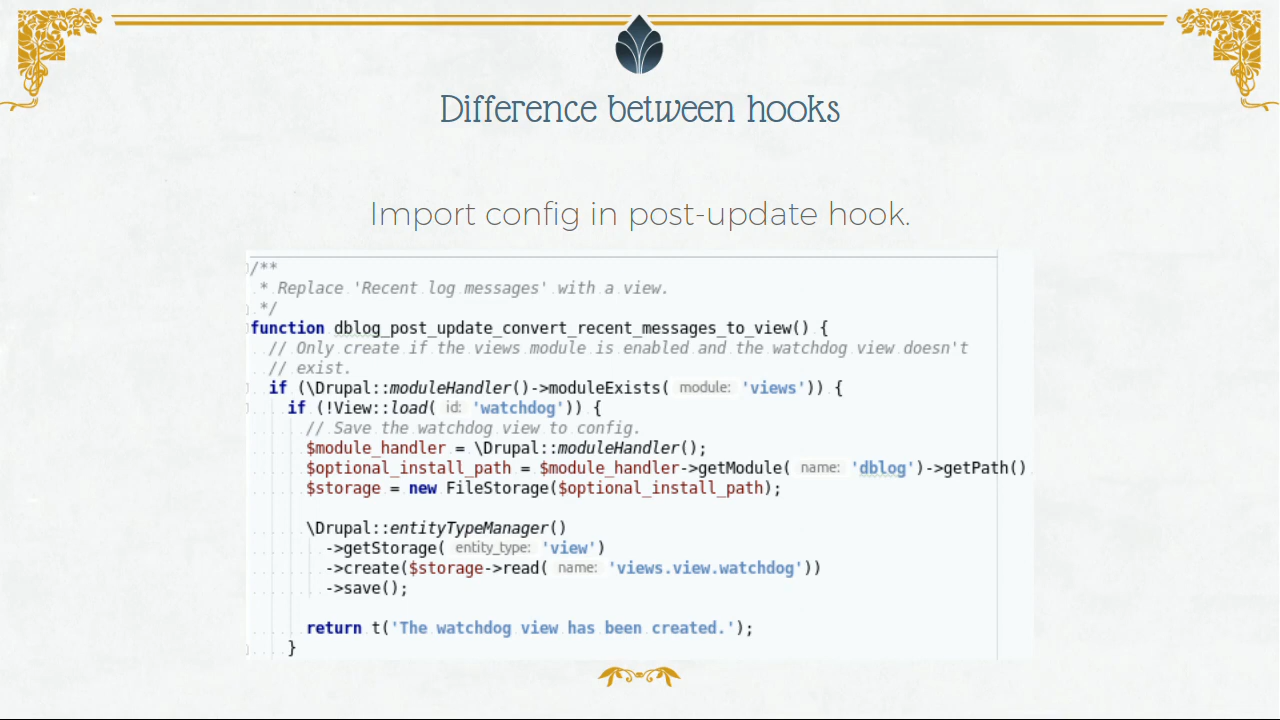 Difference between hooks
Import config in post-update hook.
/**
 * Replace 'Recent log messages' with a view.
 */
function dblog_post_update_convert_recent_messages_to_view() {
  // Only create if the views module is enabled and the watchdog view doesn't
  // exist.
  if (\Drupal::moduleHandler()->moduleExists( module: 'views')) {
    if (!View::load( id: 'watchdog')) {
      // Save the watchdog view to config.
      $module_handler = \Drupal::moduleHandler();
      $optional_install_path = $module_handler->getModule( name: 'dblog')->getPath()
      $storage = new FileStorage($optional_install_path);
      \Drupal::entityTypeManager()
        ->getStorage( entity_type: 'view')
        ->create($storage->read( name: 'views.view.watchdog'))
        ->save();
      return t('The watchdog view has been created.');
    }